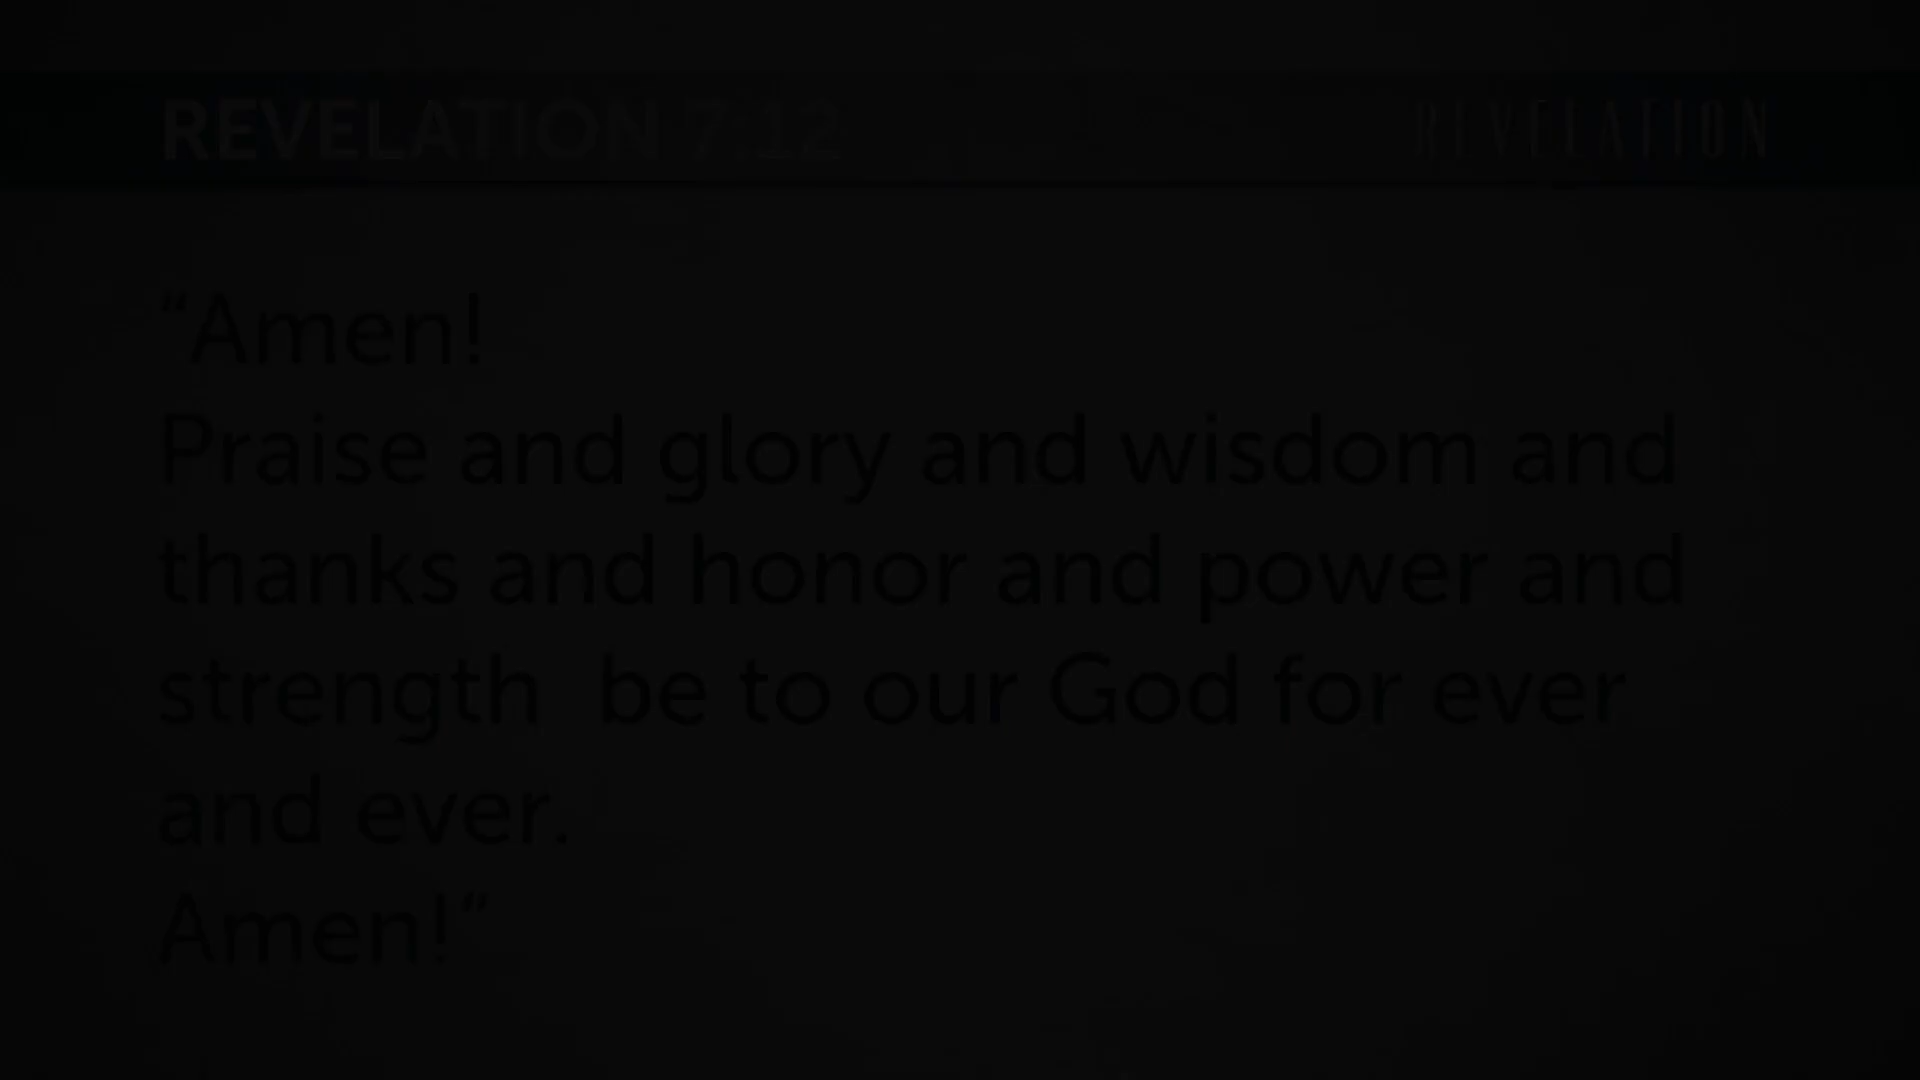 REVELATION 7:12
REVELATION
“Amen!
Praise and glory and wisdom and
thanks and honor and power and
strength be to our God for ever
and ever.
Amen!”